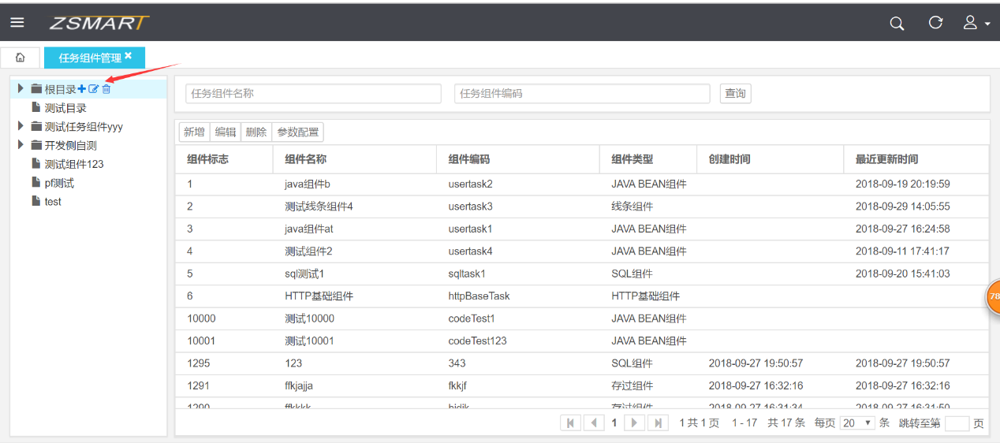 ZSMART
任务组件管理
根目录
测试目录
测试任务组件yyy
开发侧自测
测试组件123
pf测试
test
任务组件名称 任务组件编码 查询
新增 编辑 删除 参数配置
组件标志 组件名称 组件编码 组件类型 创建时间 最近更新时间
1 java组件b usertask2 JAVA BEAN组件 2018-09-19 20:19:59
2 测试线条组件4 usertask3 线条组件 2018-09-29 14:05:55
3 java组件at usertask1 JAVA BEAN组件 2018-09-27 16:24:58
4 测试组件2 usertask4 JAVA BEAN组件 2018-09-11 17:41:17
5 sql测试1 sqltask1 SQL组件 2018-09-20 15:41:03
6 HTTP基础组件 httpBaseTask HTTP基础组件
10000 测试10000 codeTest1 JAVA BEAN组件
10001 测试10001 codeTest123 JAVA BEAN组件
1295 123 343 SQL组件 2018-09-27 19:50:57 2018-09-27 19:50:57
1291 ffkjajja fkkjf 存过组件 2018-09-27 16:32:16 2018-09-27 16:32:16
1290 ffkkkk 存过组件 2018-09-27 16:31:34 2018-09-27 16:31:50
1 1 共 1 页 1 - 17 共 17 条 每页 20 条 跳转至第 页
78